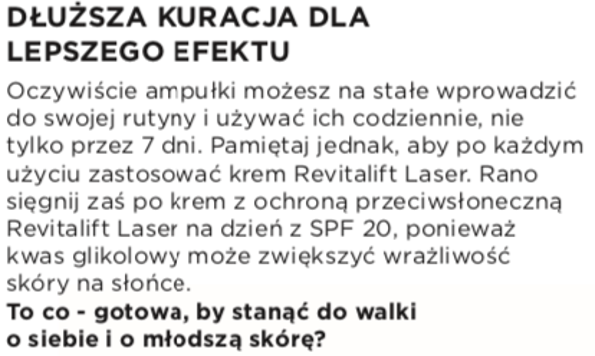 DŁUŻSZA KURACJA DLA
LEPSZEGO EFEKTU
Oczywiście ampułki możesz na stałe wprowadzić
do swojej rutyny i używać ich codziennie, nie
tylko przez 7 dni. Pamiętaj jednak, aby po każdym
użyciu zastosować krem Revitalift Laser. Rano
sięgnij zaś po krem z ochroną przeciwsłoneczną
Revitalift Laser na dzień z SPF 20, ponieważ
kwas glikolowy może zwiększyć wrażliwość
skóry na słońce.
To co - gotowa, by stanąć do walki
o siebie i o młodszą skórę?